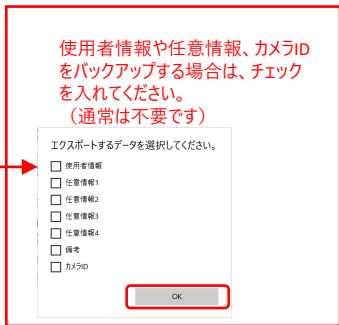 使用者情報や任意情報、カメラID
をバックアップする場合は、チェック
を入れてください。
（通常は不要です）
エクスポートするデータを選択してください。
使用者情報
任意情報1
任意情報2
任意情報3
任意情報4
備考
カメラID
OK